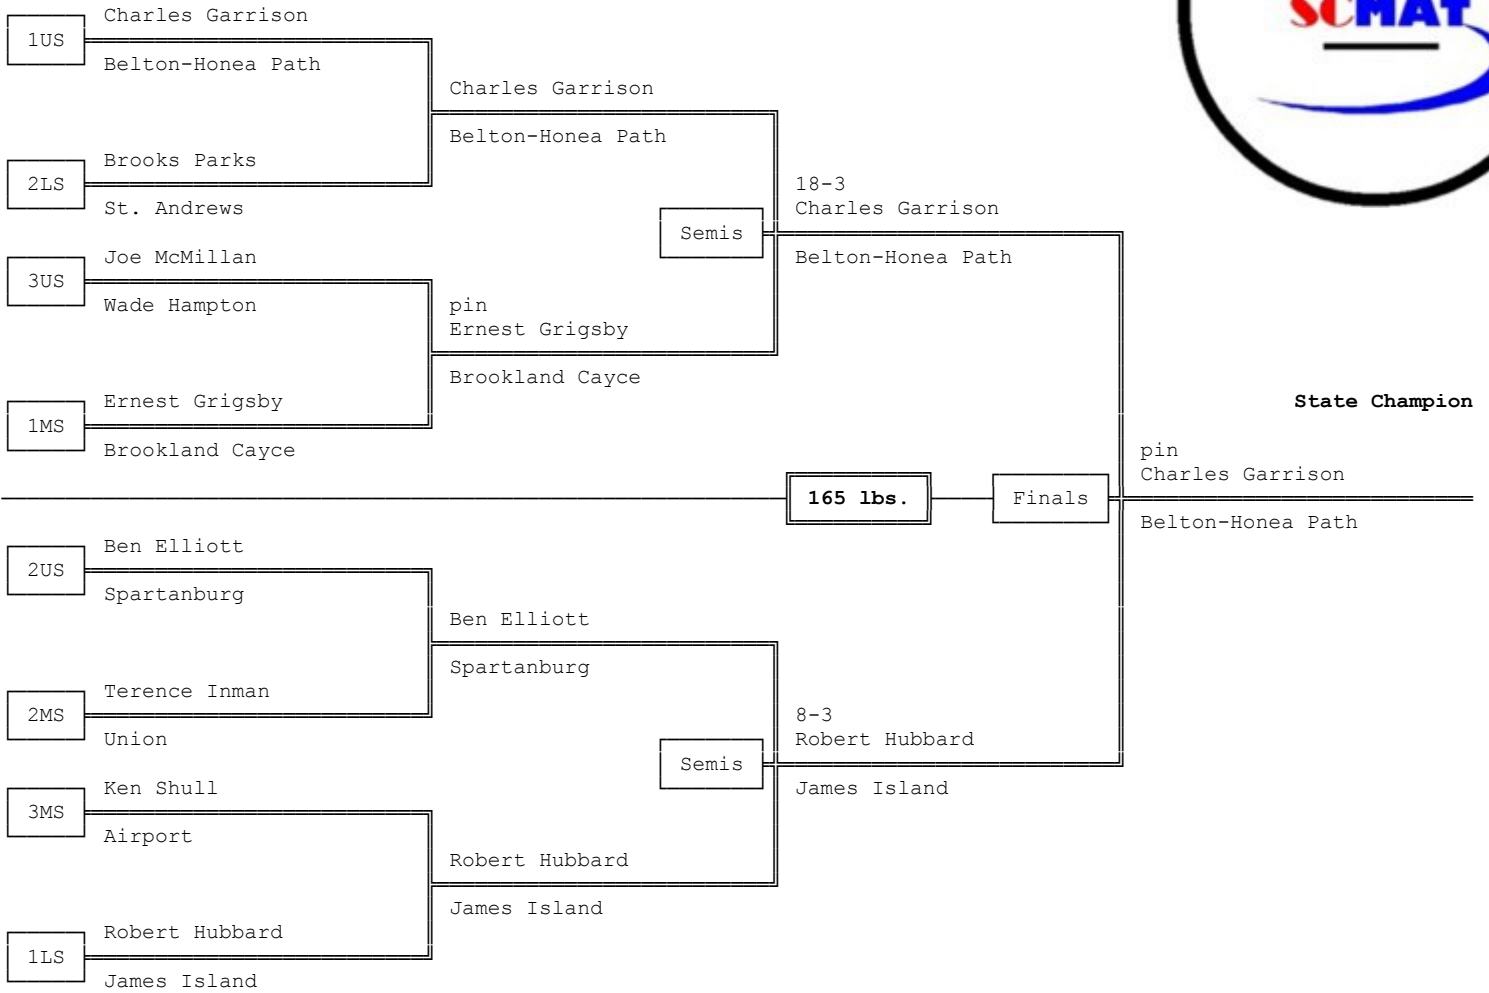 SCMAT
Charles Garrison
1US
Belton-Honea Path
Charles Garrison
Belton-Honea Path
Brooks Parks
2LS
St. Andrews
18-3
Charles Garrison
Semis
Belton-Honea Path
Joe McMillan
3US
Wade Hampton
pin
Ernest Grigsby
Brookland Cayce
Ernest Grigsby
1MS
Brookland Cayce
State Champion
pin
Charles Garrison
165 lbs.
Finals
Belton-Honea Path
Ben Elliott
2US
Spartanburg
Ben Elliott
Spartanburg
Terence Inman
2MS
Union
8-3
Robert Hubbard
Semis
James Island
Ken Shull
3MS
Airport
Robert Hubbard
James Island
Robert Hubbard
1LS
James Island